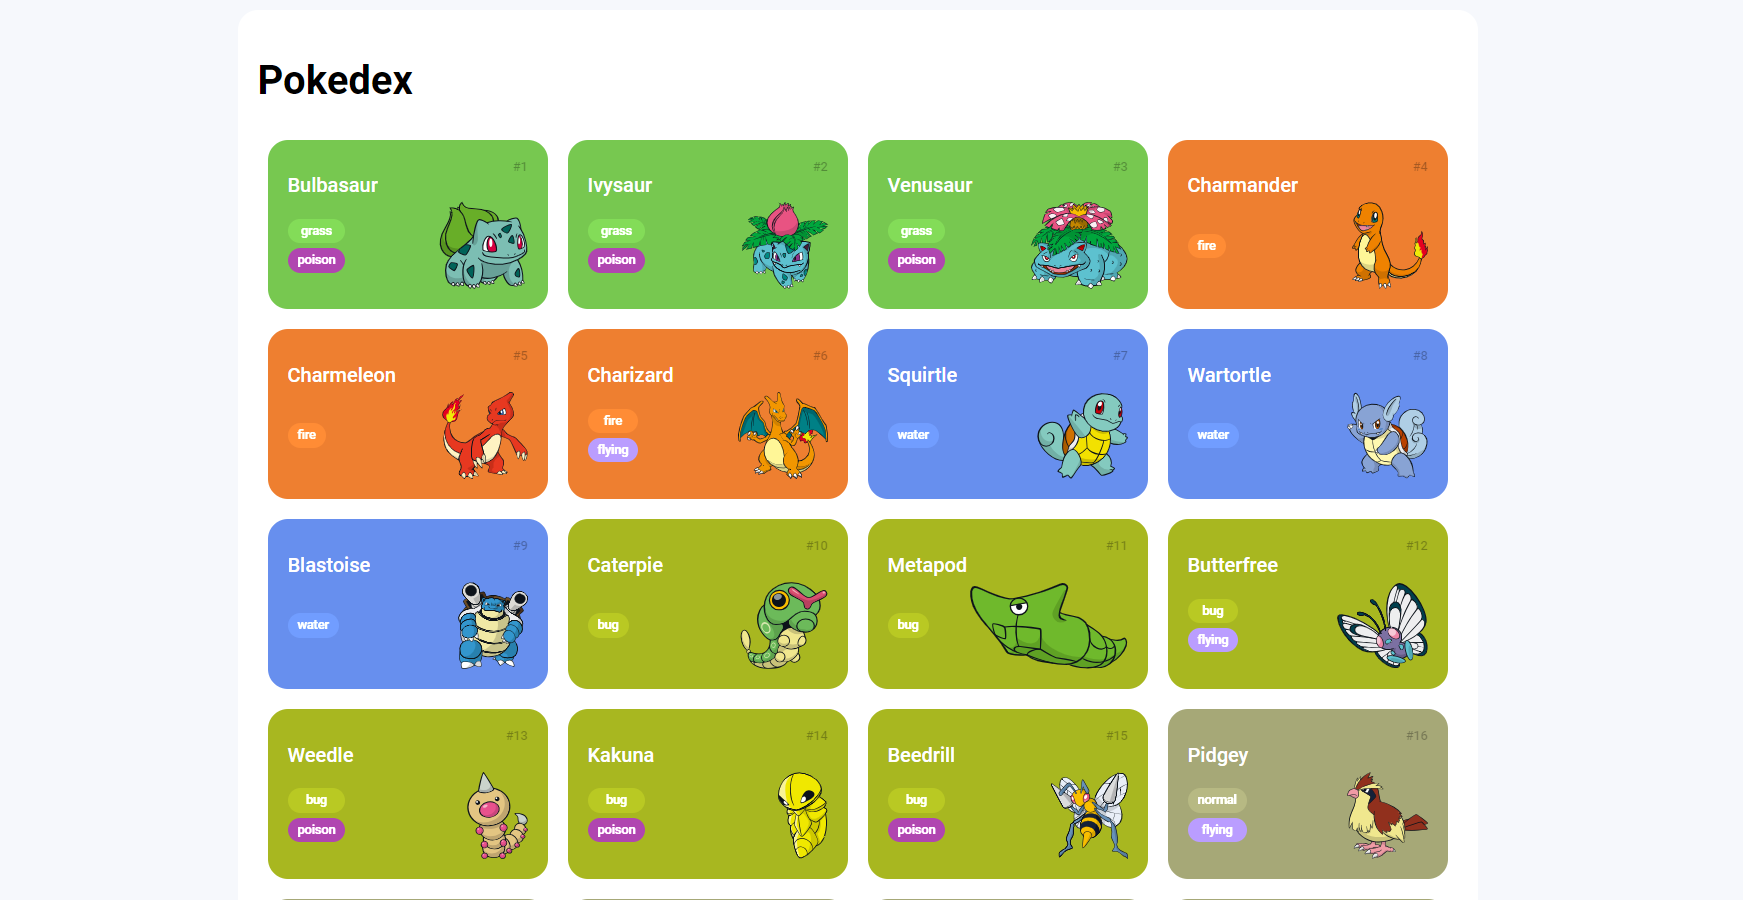 Pokedex
#1
Bulbasaur
grass
poison
#2
Ivysaur
grass
poison
#3
Venusaur
grass
poison
#4
Charmander
fire
#5
Charmeleon
fire
#6
Charizard
fire
flying
#7
Squirtle
water
#8
Wartortle
water
#9
Blastoise
water
#10
Caterpie
bug
#11
Metapod
bug
#12
Butterfree
bug
flying
#13
Weedle
bug
poison
#14
Kakuna
bug
poison
#15
Beedrill
bug
poison
#16
Pidgey
normal
flying